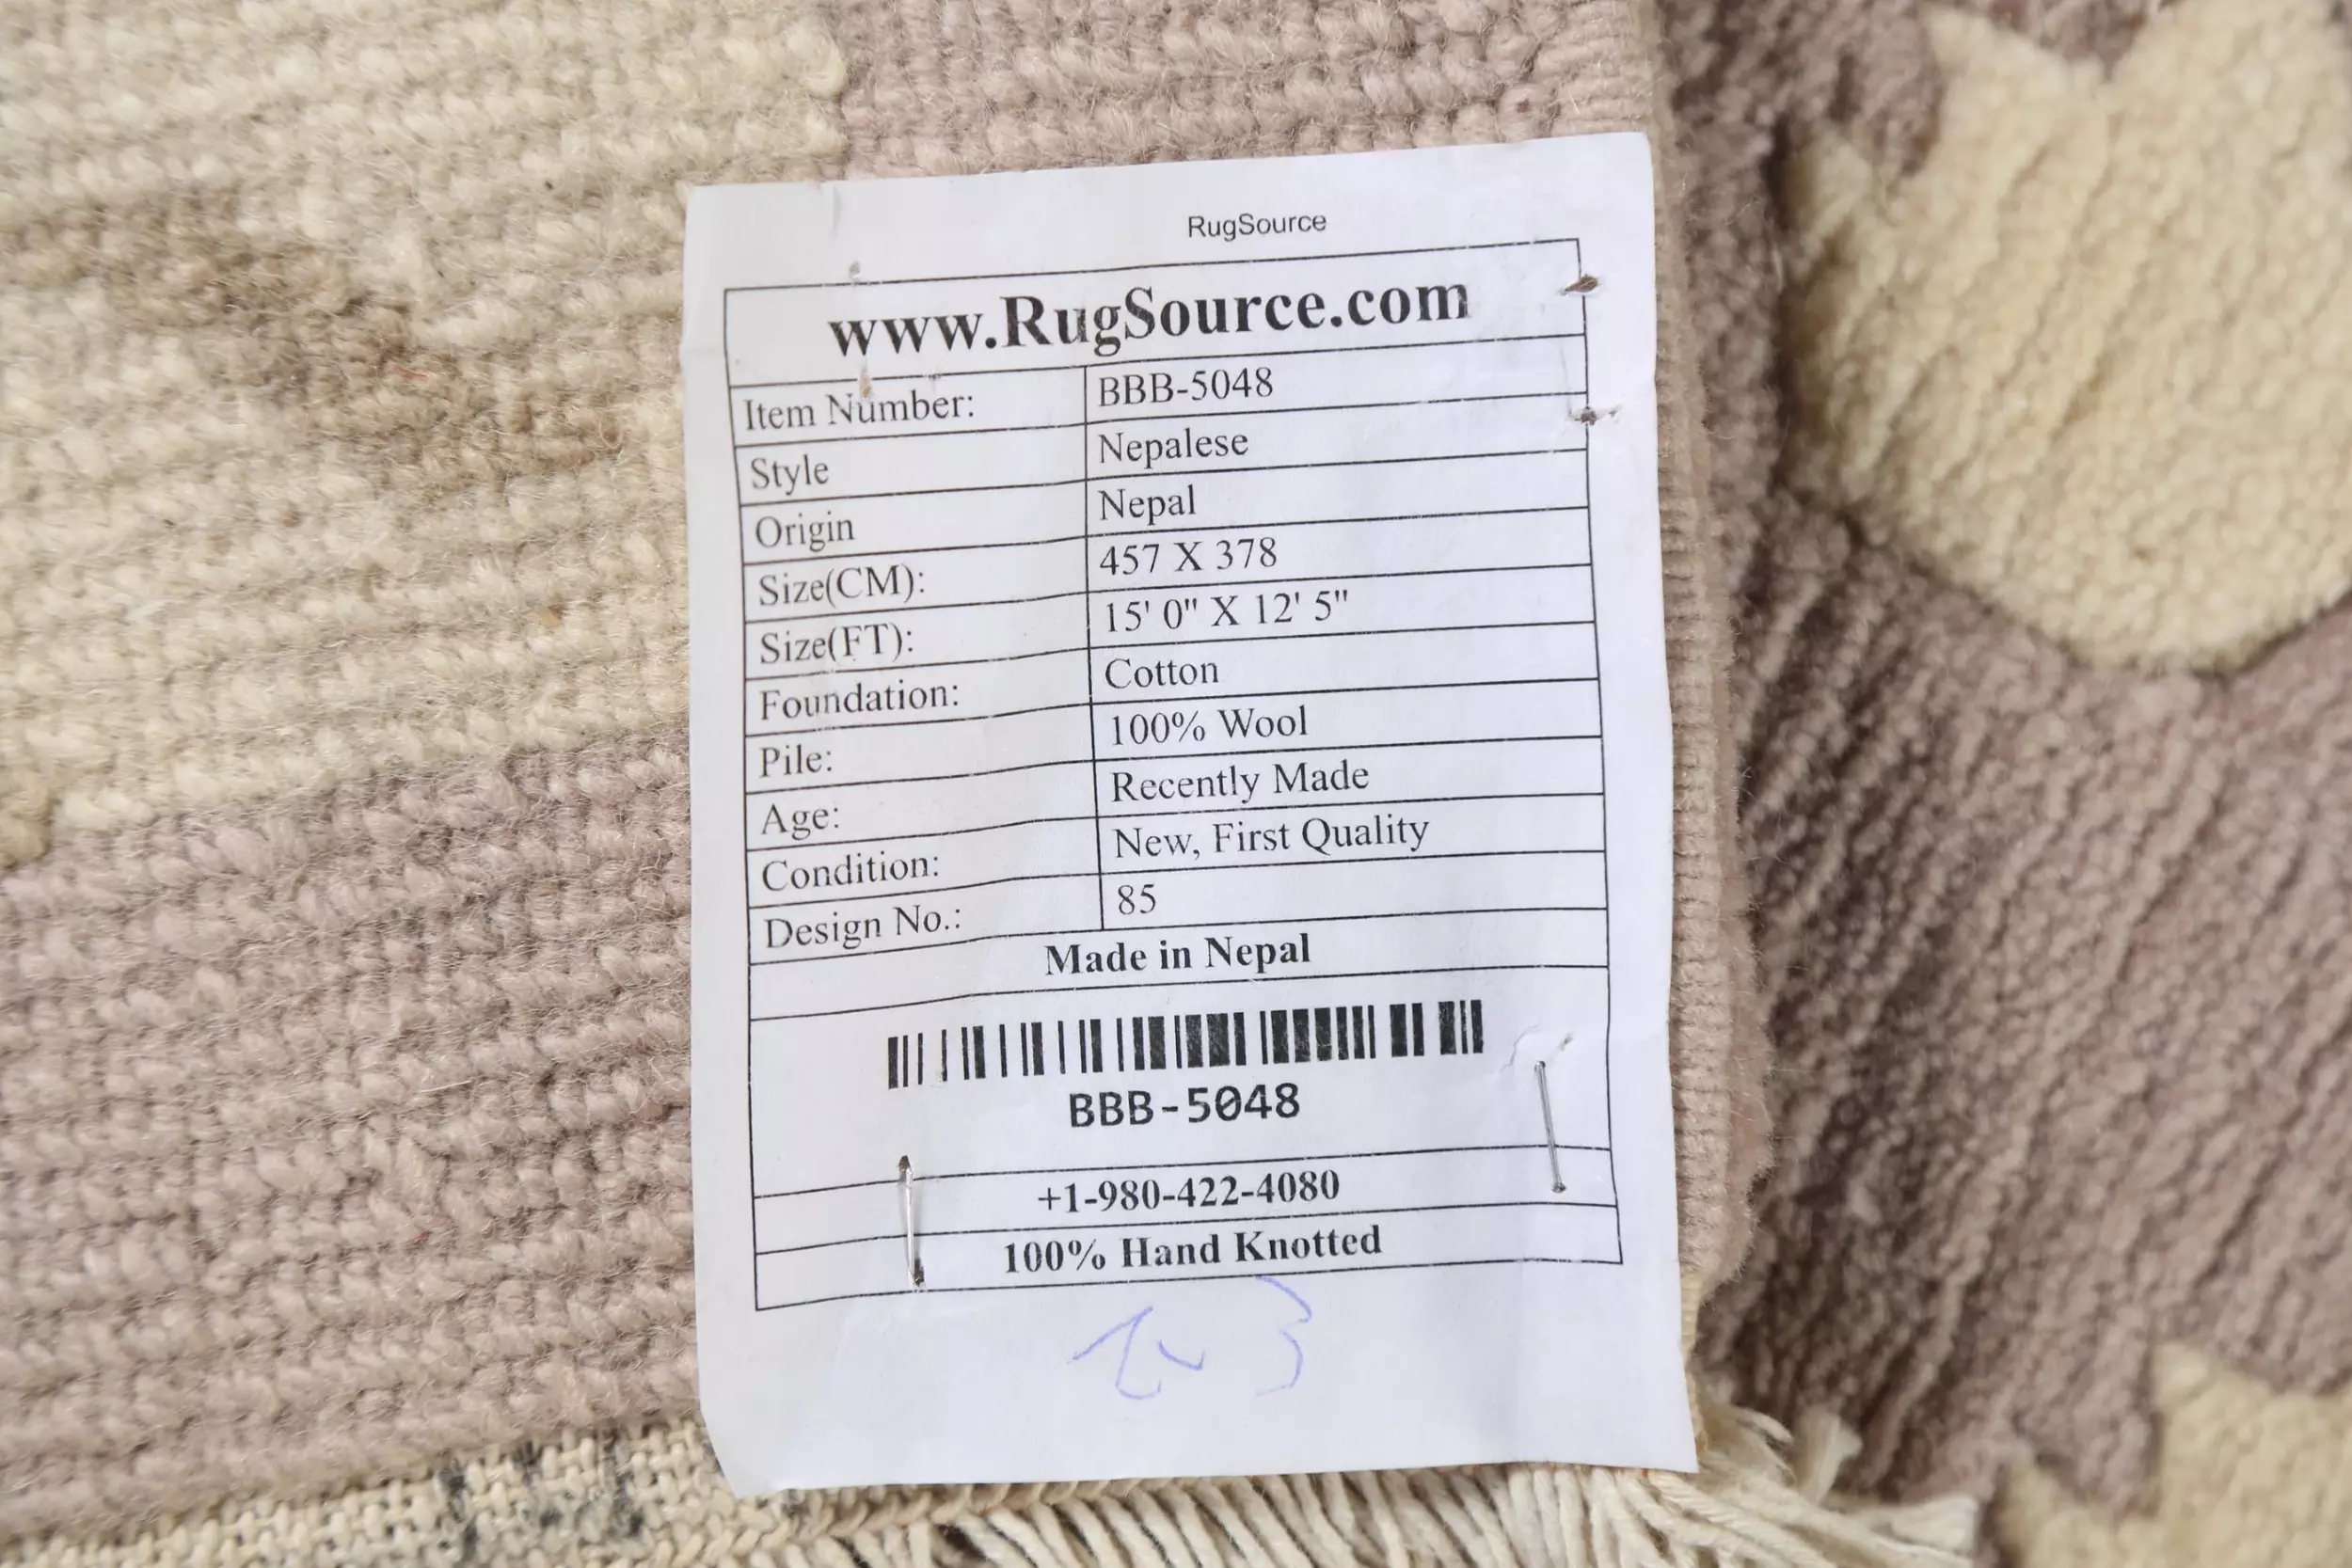 RugSource
www.RugSource.com
Item Number: BBB-5048
Style Nepalese
Origin Nepal
Size(CM): 457 X 378
Size(FT): 15' 0" X 12' 5"
Foundation: Cotton
Pile: 100% Wool
Age: Recently Made
Condition: New, First Quality
Design No.: 85
Made in Nepal
BBB-5048
+1-980-422-4080
100% Hand Knotted